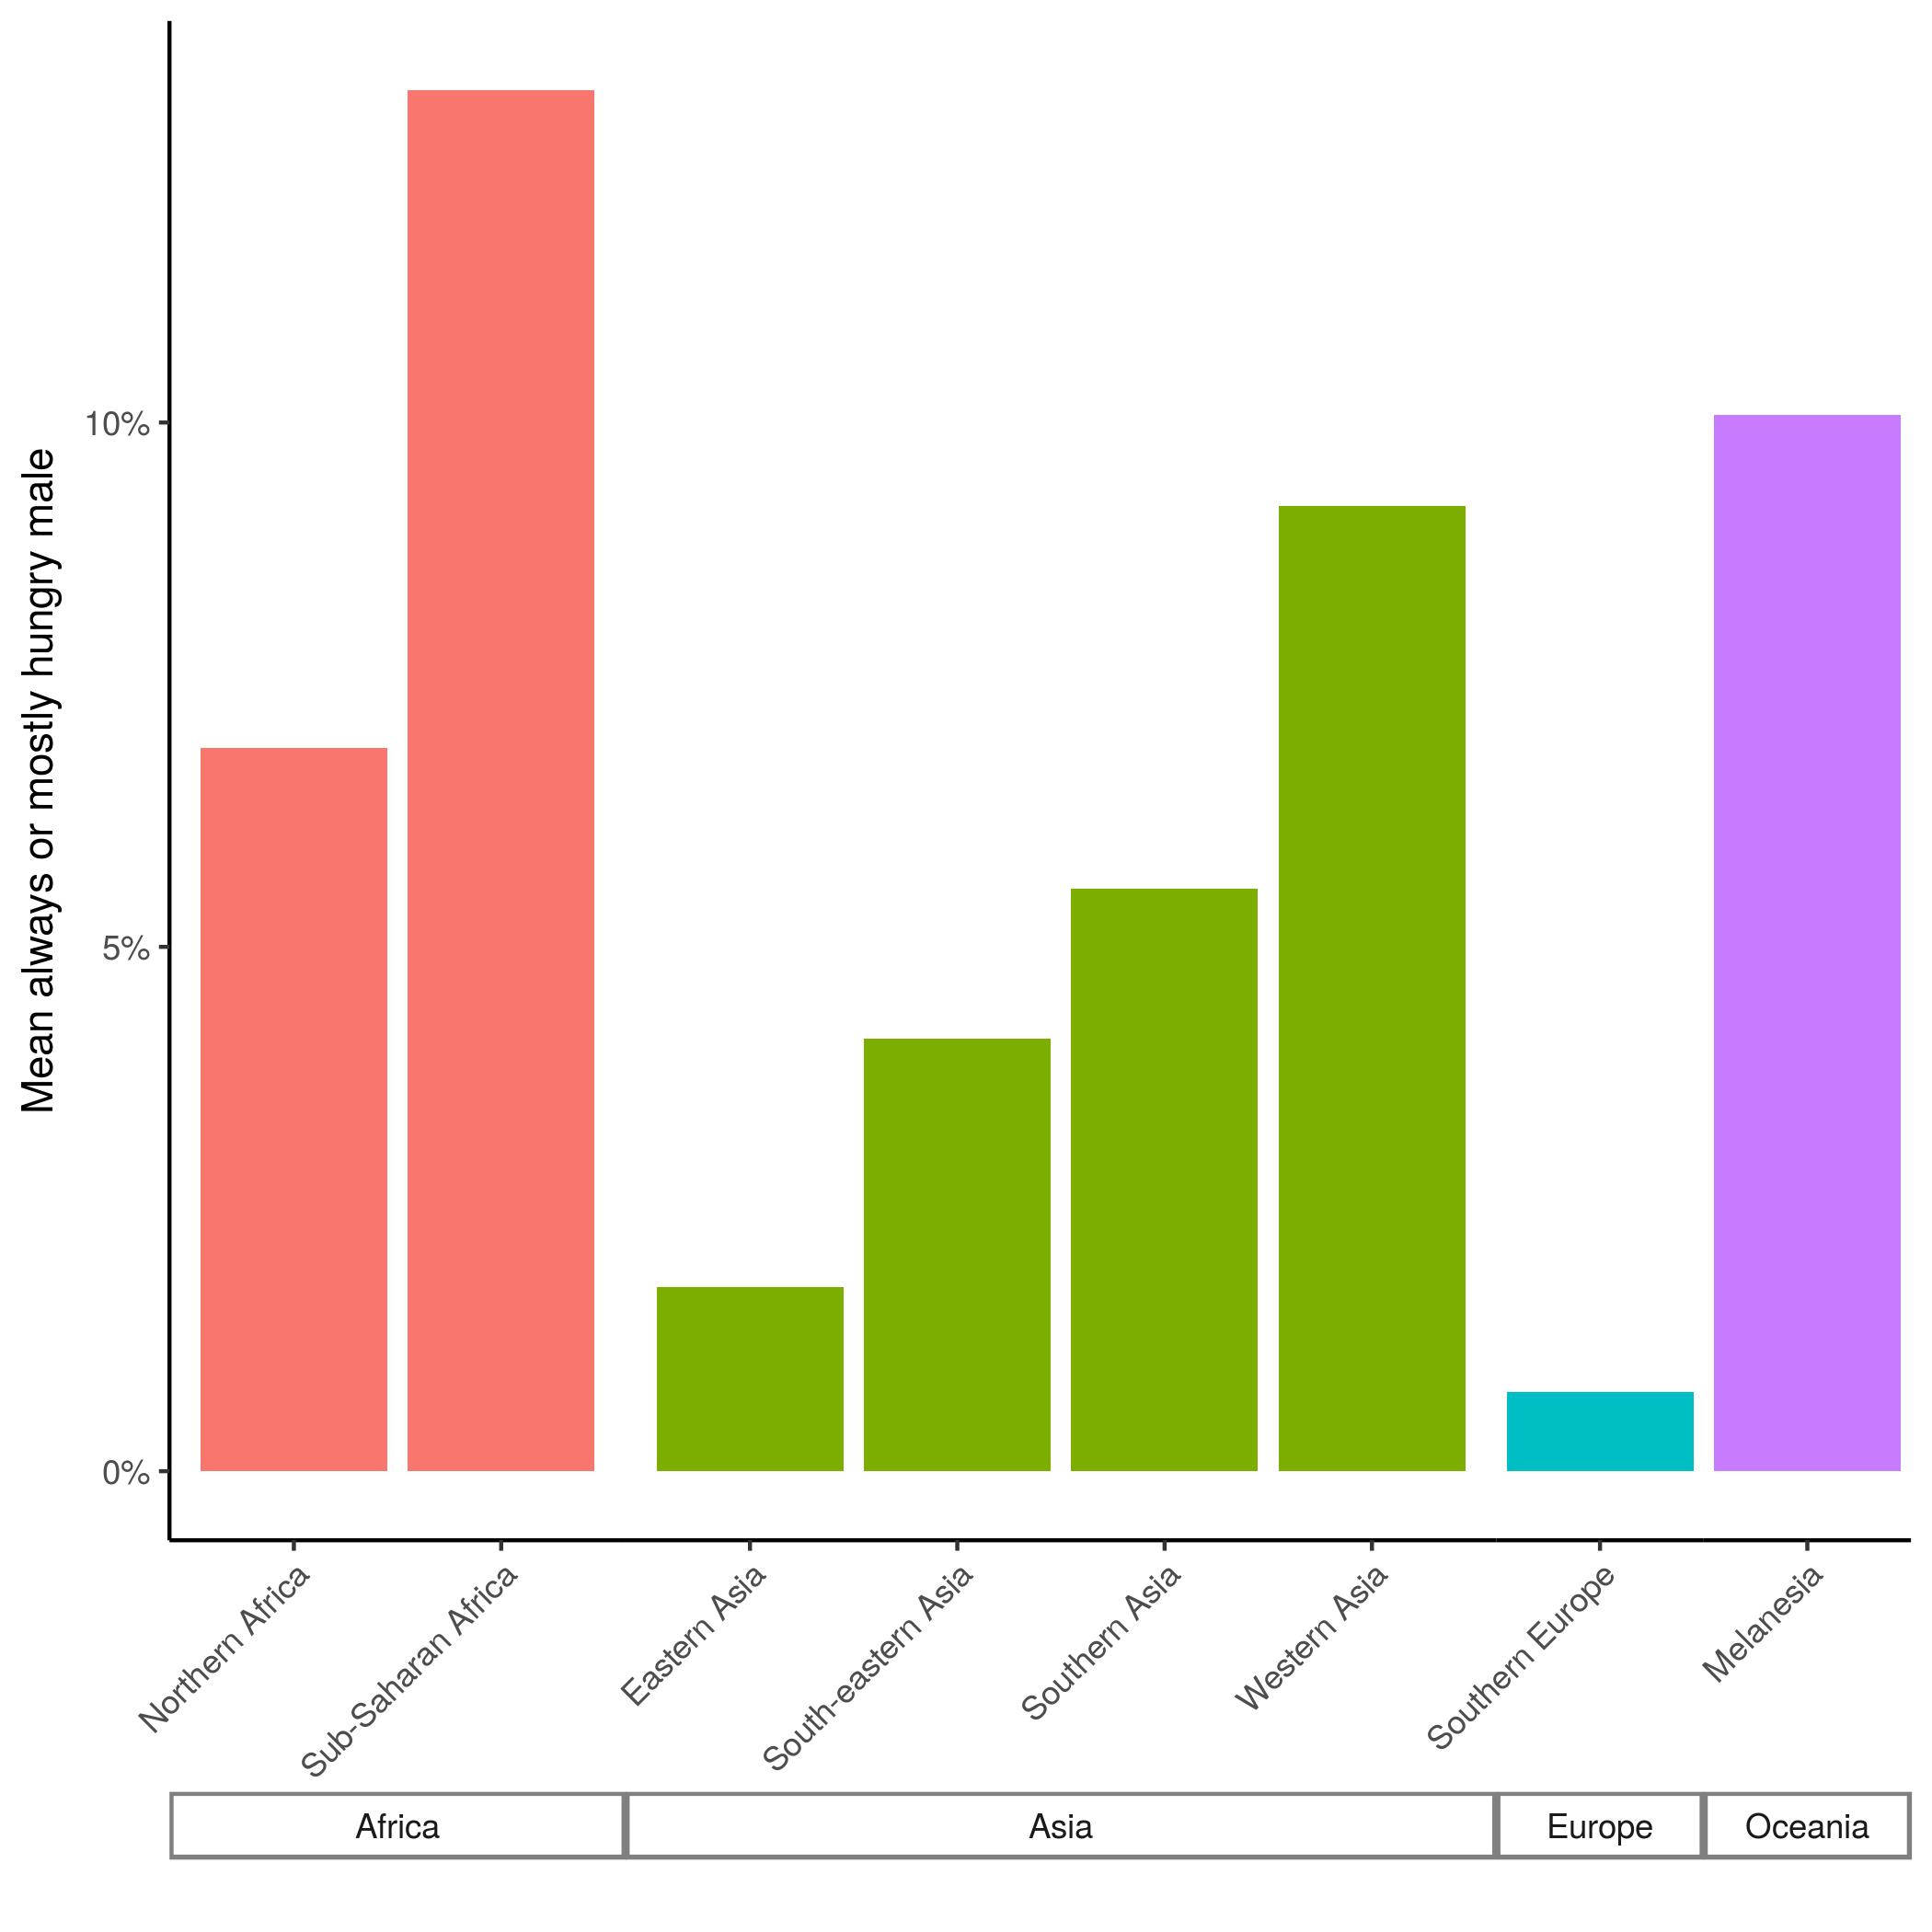 Mean always or mostly hungry male
10%
5%
0%
Northern Africa
Sub-Saharan Africa
Eastern Asia
South-eastern Asia
Southern Asia
Western Asia
Southern Europe
Melanesia
Africa
Asia
Europe
Oceania